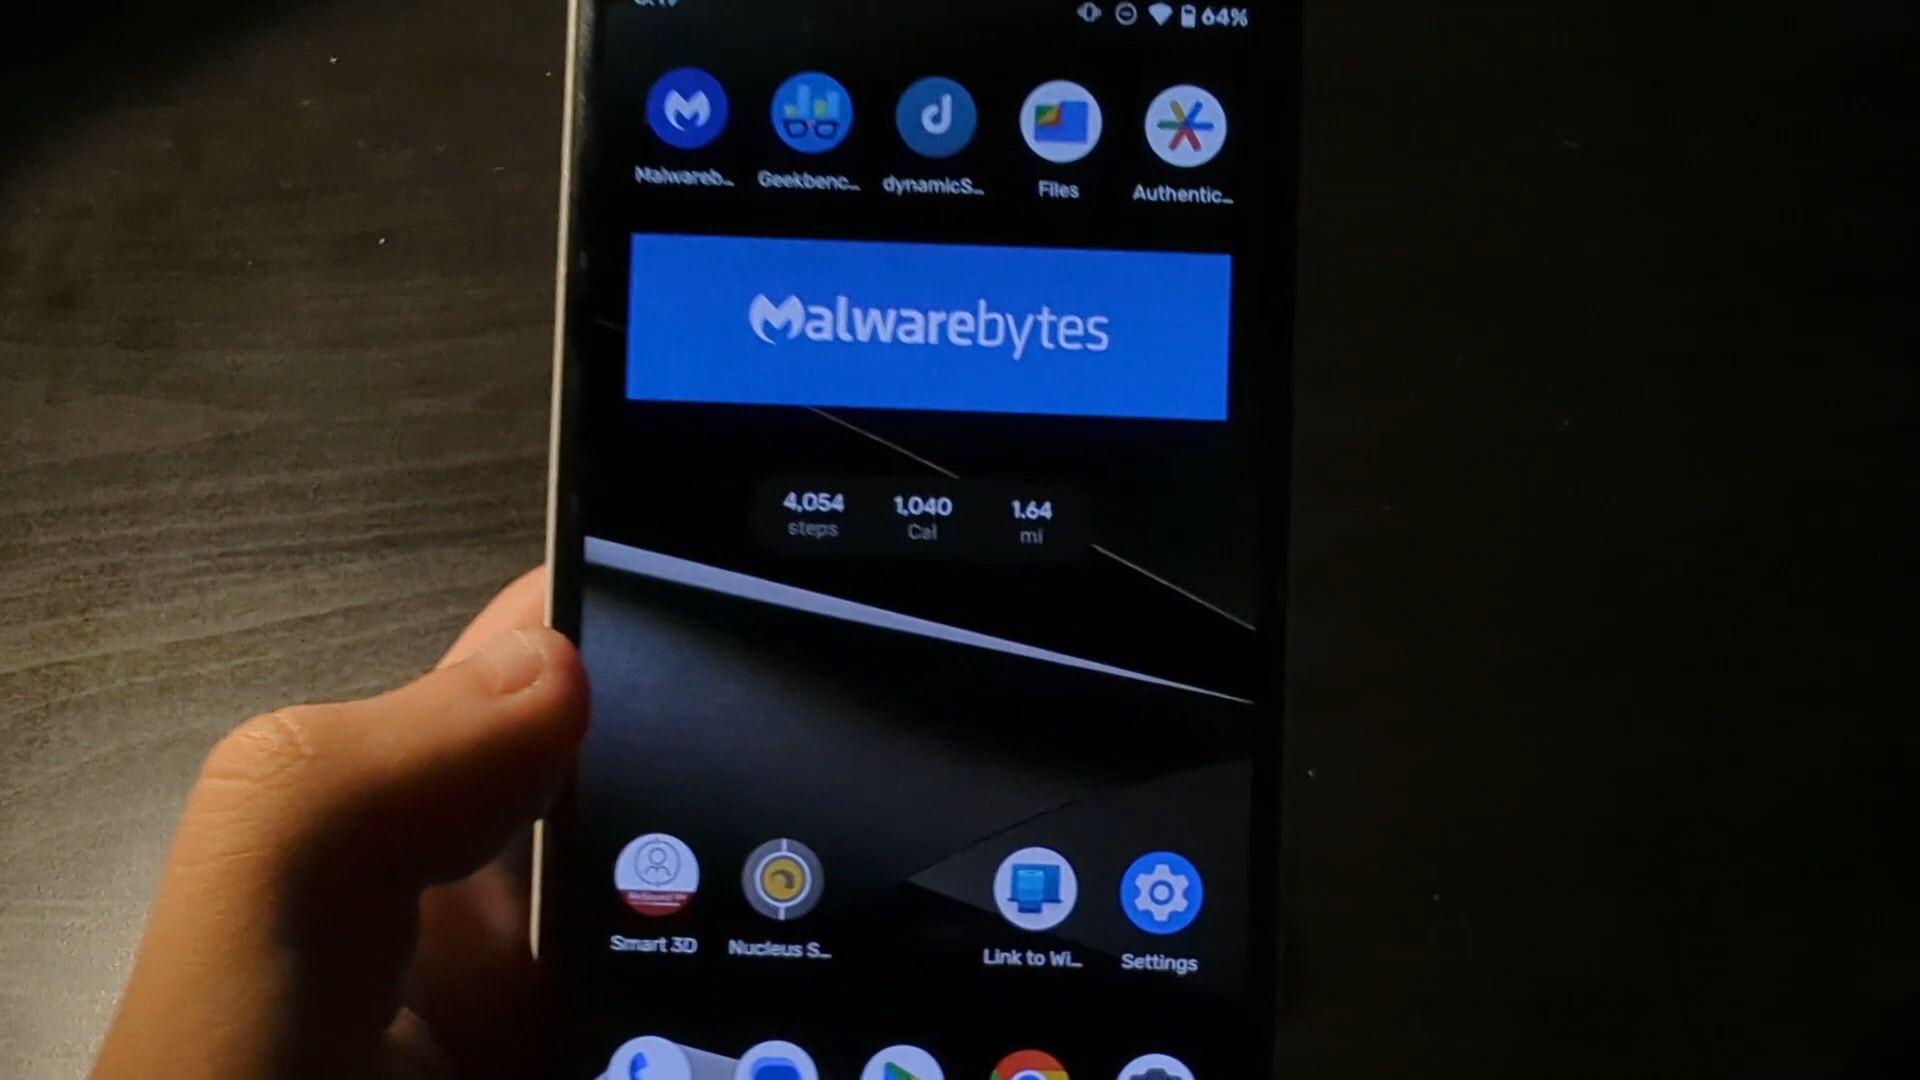 64%
Malwareb...
Geekbenc...
dynamicS...
Files
Authentic...
Malwarebytes
4,054
1,040
1.64
steps
Cal
mi
Smart 3D
Nucleus S...
Link to Wi...
Settings